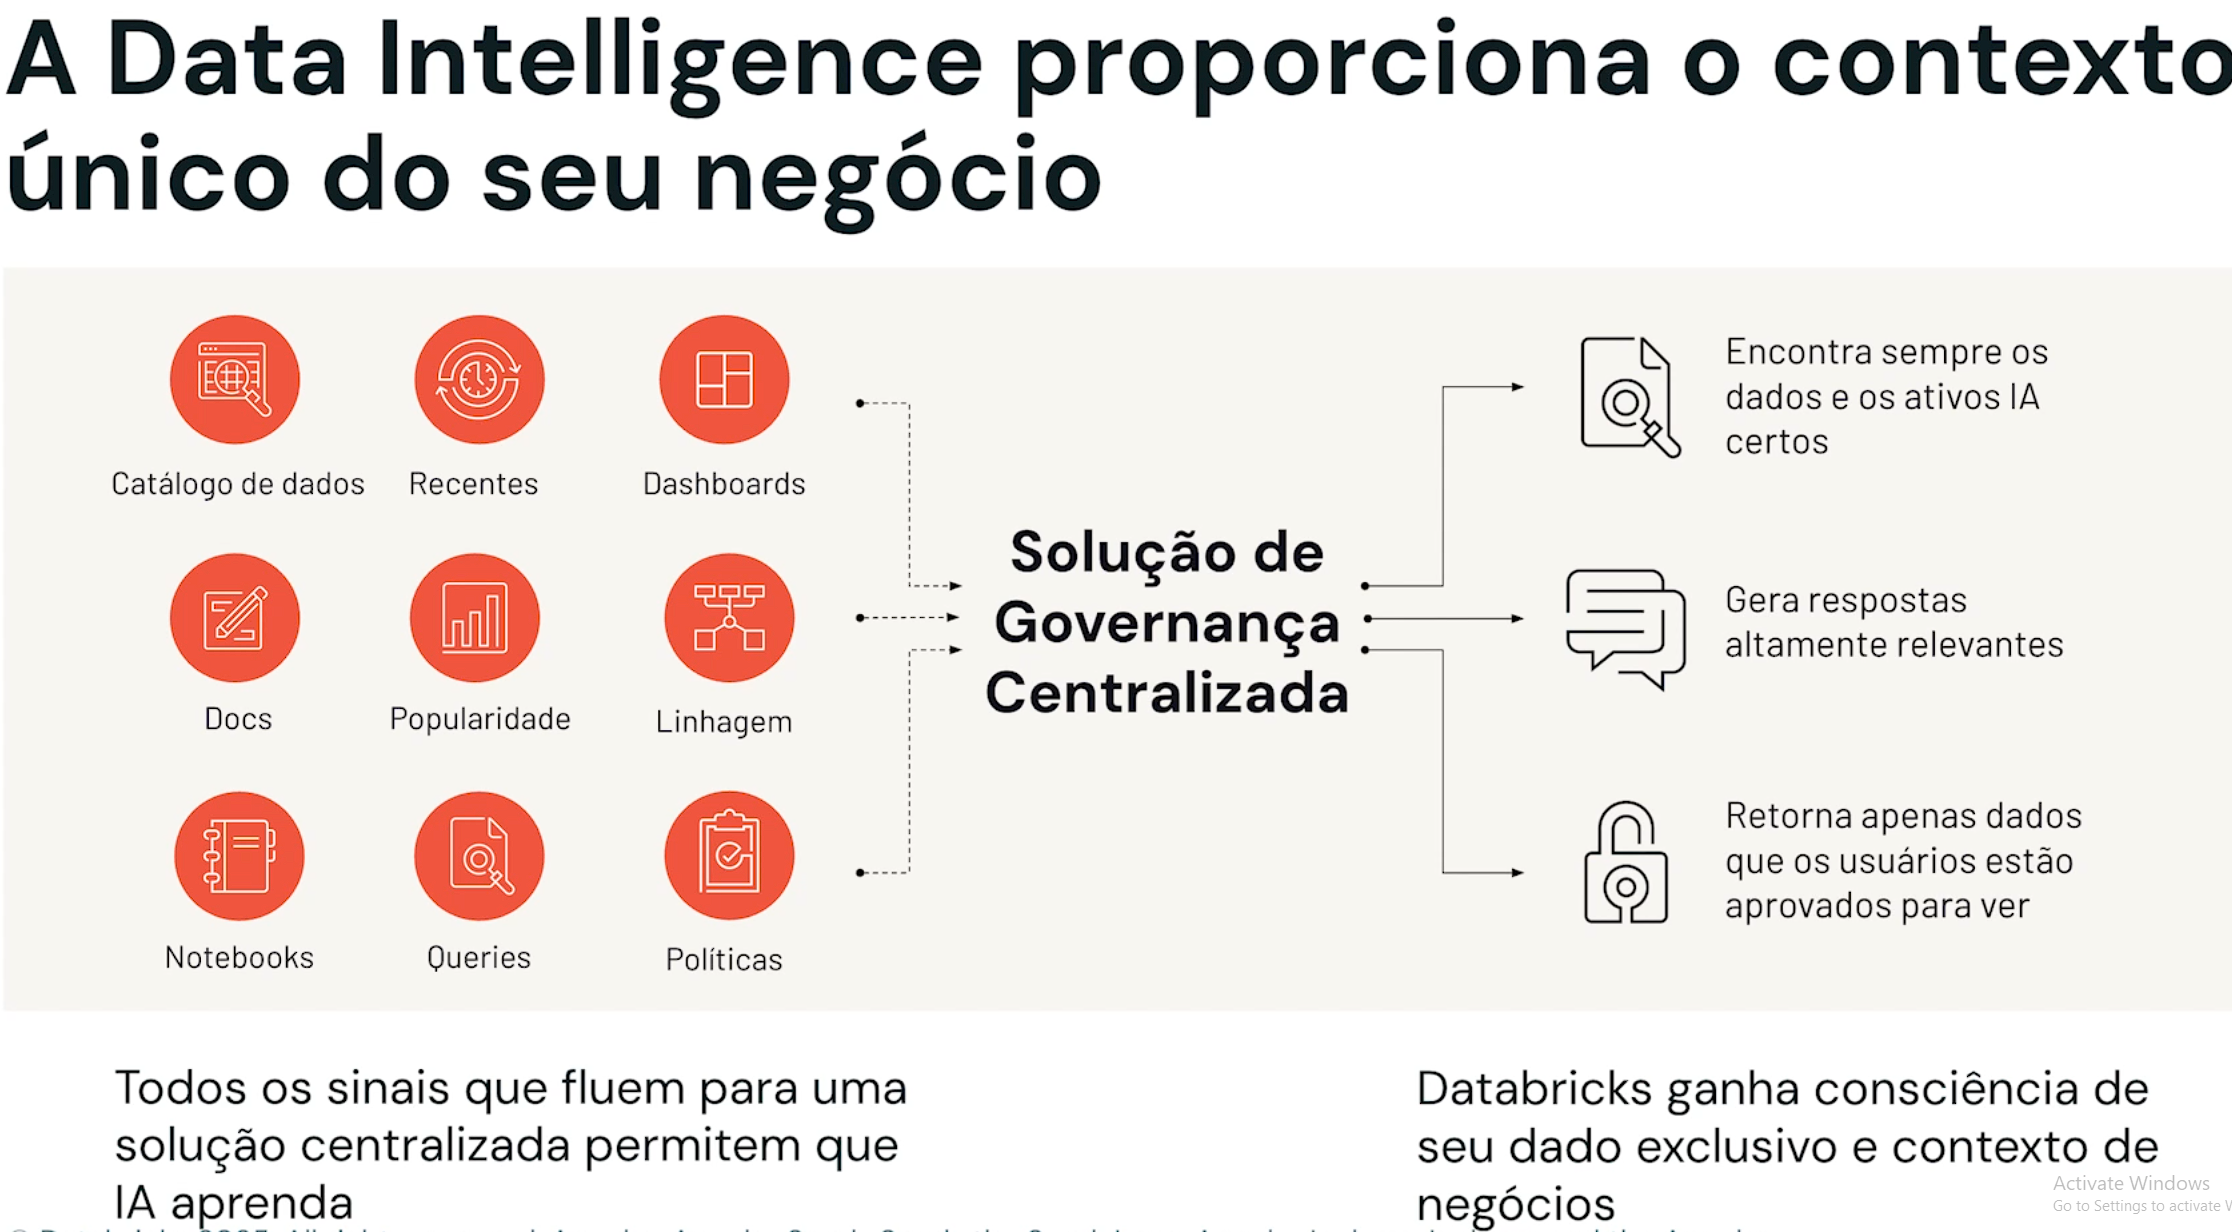 A Data Intelligence proporciona o contexto
único do seu negócio
Catálogo de dados
Recentes
Dashboards
Docs
Popularidade
Linhagem
Notebooks
Queries
Políticas
Solução de
Governança
Centralizada
Encontra sempre os
dados e os ativos IA
certos
Gera respostas
altamente relevantes
Retorna apenas dados
que os usuários estão
aprovados para ver
Todos os sinais que fluem para uma
solução centralizada permitem que
IA aprenda
Databricks ganha consciência de
seu dado exclusivo e contexto de
negócios
Activate Windows
Go to Settings to activate